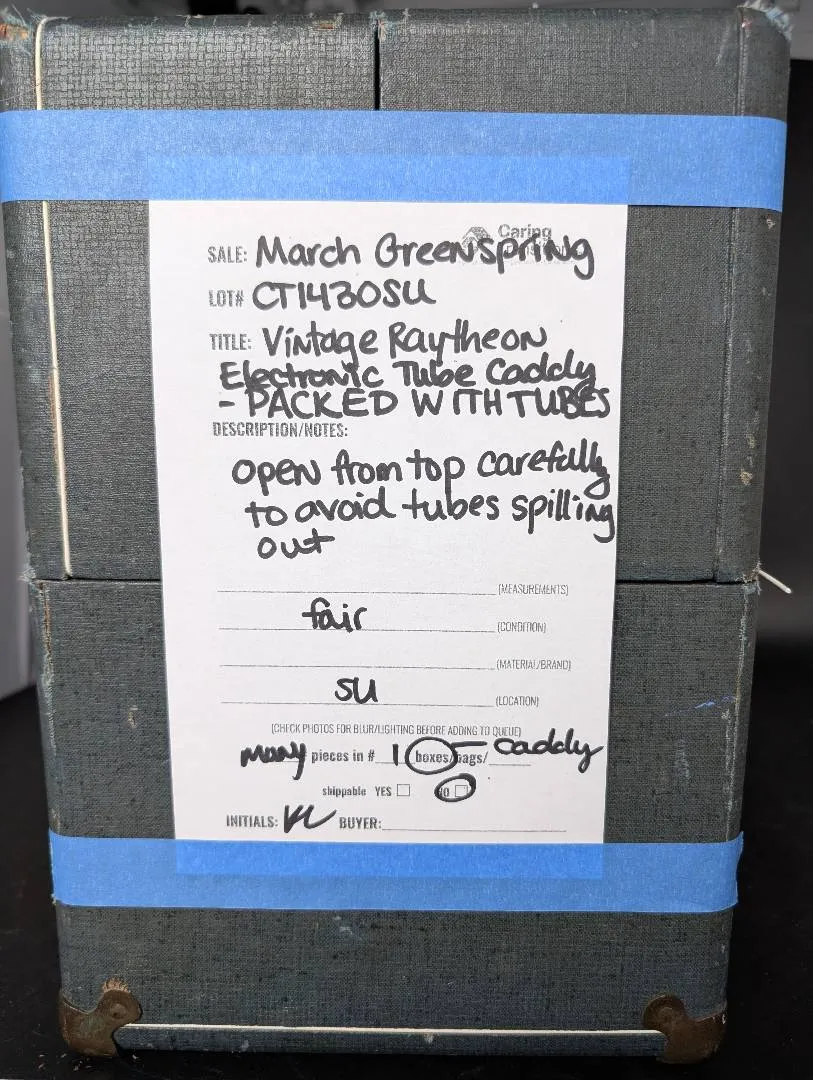 Caring
SALE: March Greenspring
LOT# CT1430SU
TITLE: Vintage Raytheon
Electronic Tube Caddy
- PACKED WITH TUBES
DESCRIPTION/NOTES:
open from top carefully
to avoid tubes spilling
out
(MEASUREMENTS)
fair (CONDITION)
(MATERIAL/BRAND)
SU (LOCATION)
(CHECK PHOTOS FOR BLUR/LIGHTING BEFORE ADDING TO QUEUE)
many pieces in # 1 boxes/bags/ caddy
shippable YES NO
INITIALS: BUYER: